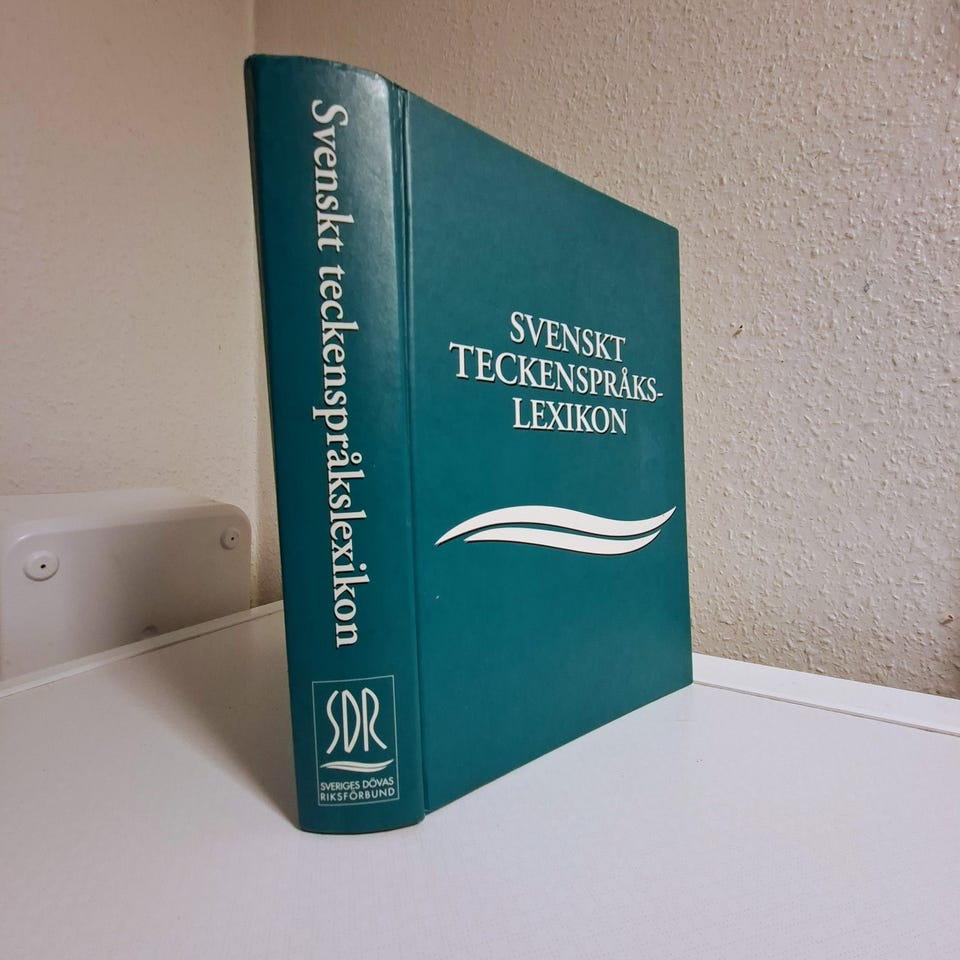 Svenskt teckenspråkslexikon
SDR
SVERIGES DÖVAS
RIKSFÖRBUND
SVENSKT
TECKENSPRÅKS-
LEXIKON